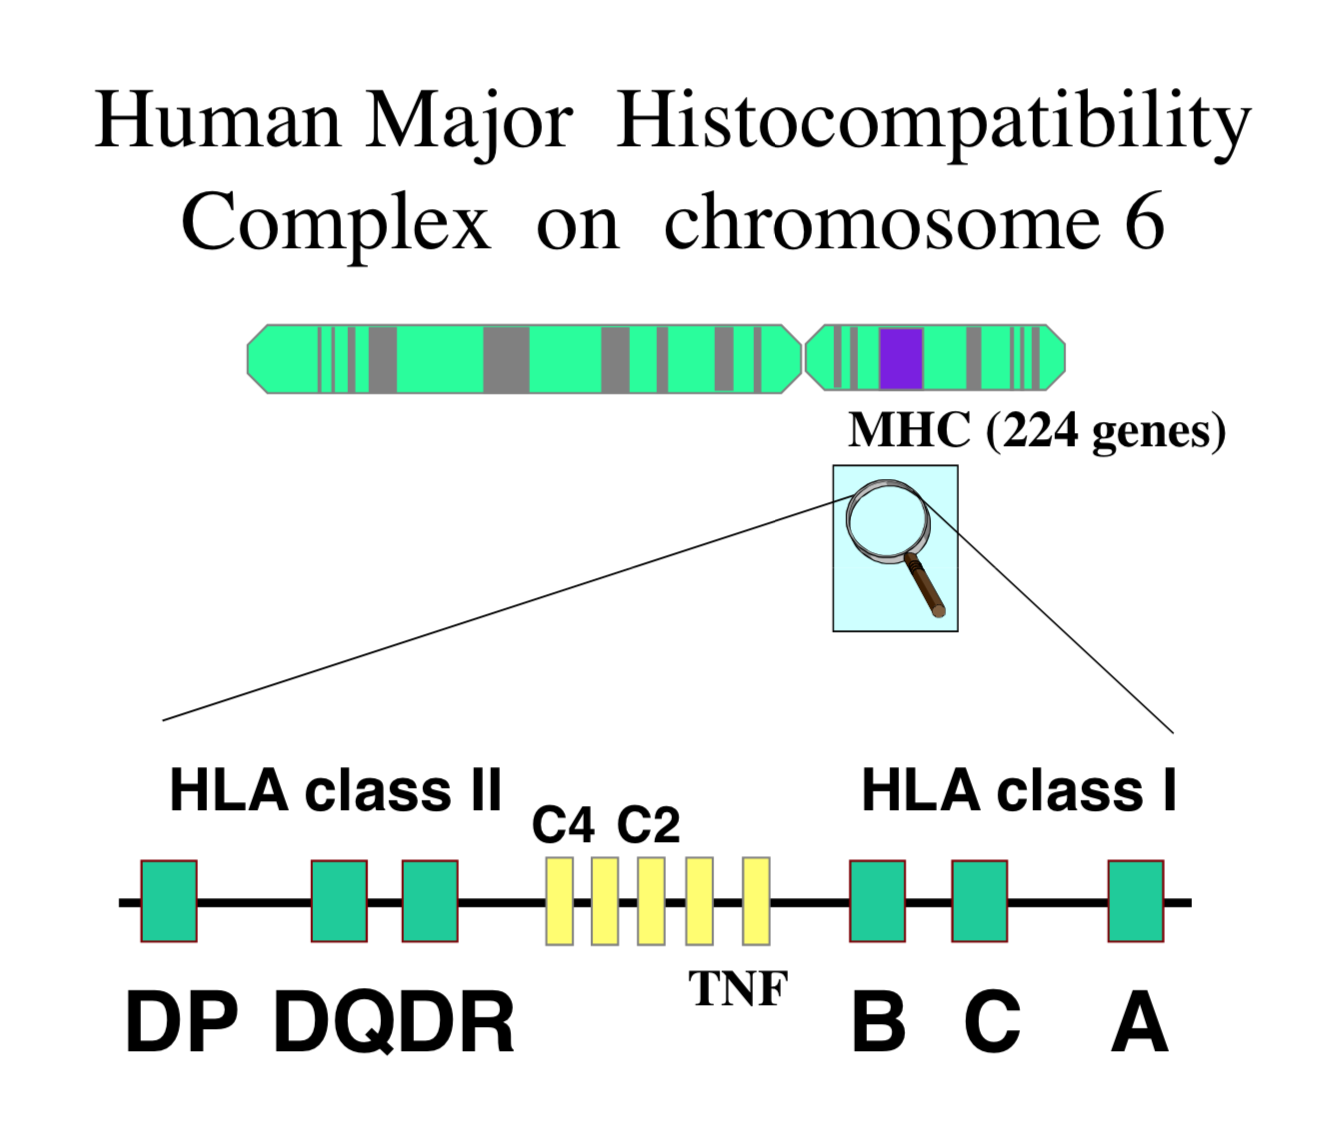 Human Major Histocompatibility
Complex on chromosome 6
MHC (224 genes)
HLA class II
HLA class I
C4 C2
TNF
DP DQDR B C A